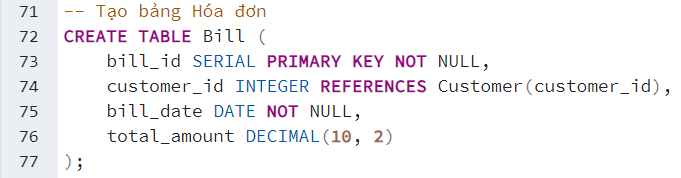 71 -- Tạo bảng Hóa đơn
72 CREATE TABLE Bill (
73     bill_id SERIAL PRIMARY KEY NOT NULL,
74     customer_id INTEGER REFERENCES Customer(customer_id),
75     bill_date DATE NOT NULL,
76     total_amount DECIMAL(10, 2)
77 );